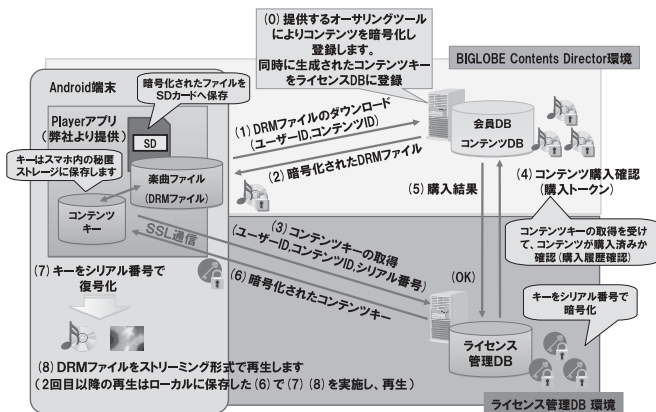 (0) 提供するオーサリングツール
によりコンテンツを暗号化し
登録します。
同時に生成されたコンテンツキー
をライセンスDBに登録
BIGLOBE Contents Director環境
Android端末
暗号化されたファイルを
SDカードへ保存
Playerアプリ
(弊社より提供)
SD
キーはスマホ内の秘匿
ストレージに保存します
楽曲ファイル
(DRMファイル)
コンテンツ
キー
(1) DRMファイルのダウンロード
(ユーザーID,コンテンツID)
(2) 暗号化されたDRMファイル
会員DB
コンテンツDB
(5) 購入結果
(4) コンテンツ購入確認
(購入トークン)
コンテンツキーの取得を受け
て、コンテンツが購入済みか
確認(購入履歴確認)
SSL通信
(3) コンテンツキーの取得
(ユーザーID,コンテンツID,シリアル番号)
(6) 暗号化されたコンテンツキー
(OK)
(7) キーをシリアル番号で
復号化
キーをシリアル番号で
暗号化
ライセンス
管理DB
(8) DRMファイルをストリーミング形式で再生します
(2回目以降の再生はローカルに保存した(6)で(7)(8)を実施し、再生)
ライセンス管理DB 環境